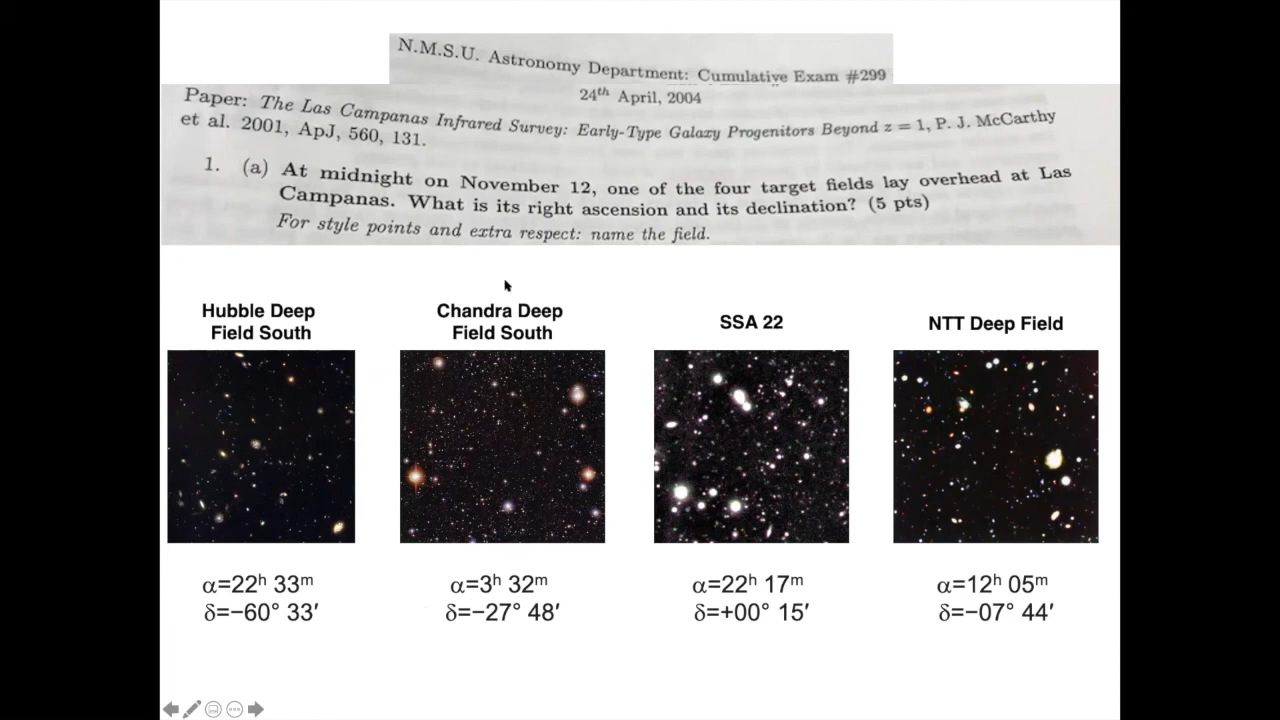 N.M.S.U. Astronomy Department: Cumulative Exam #299
24th April, 2004
Paper: The Las Campanas Infrared Survey: Early-Type Galaxy Progenitors Beyond z = 1, P. J. McCarthy
et al. 2001, ApJ, 560, 131.
1. (a) At midnight on November 12, one of the four target fields lay overhead at Las
Campanas. What is its right ascension and its declination? (5 pts)
For style points and extra respect: name the field.
Hubble Deep
Field South
Chandra Deep
Field South
SSA 22
NTT Deep Field
α=22h 33m
δ=−60° 33′
α=3h 32m
δ=−27° 48′
α=22h 17m
δ=+00° 15′
α=12h 05m
δ=−07° 44′